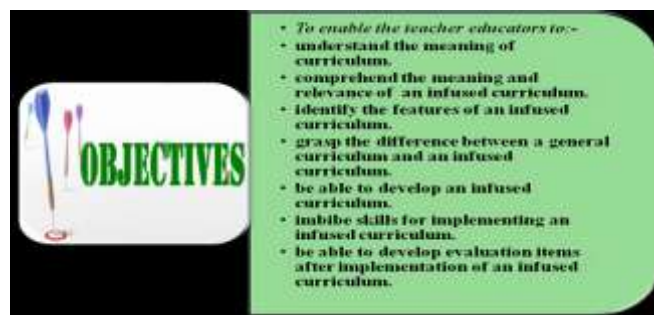 OBJECTIVES
• To enable the teacher educators to:-
• understand the meaning of
curriculum.
• comprehend the meaning and
relevance of an infused curriculum.
• identify the features of an infused
curriculum.
• grasp the difference between a general
curriculum and an infused
curriculum.
• be able to develop an infused
curriculum.
• imbibe skills for implementing an
infused curriculum.
• be able to develop evaluation items
after implementation of an infused
curriculum.